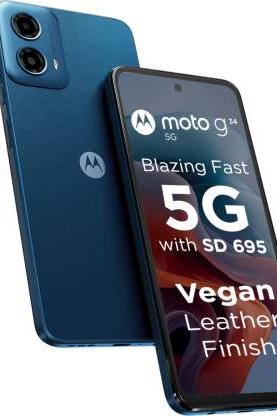 moto g34
5G
Blazing Fast
5G
with SD 695
Vegan
Leather
Finish